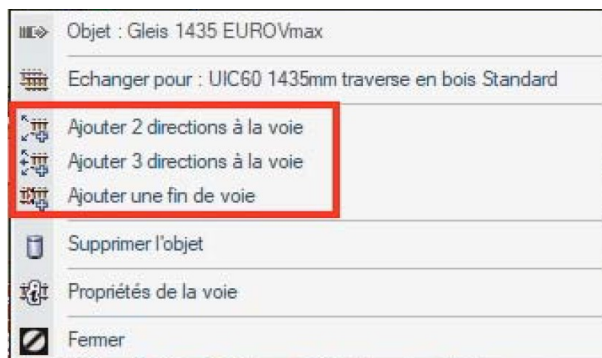 Objet : Gleis 1435 EUROVmax
Echanger pour : UIC60 1435mm traverse en bois Standard
Ajouter 2 directions à la voie
Ajouter 3 directions à la voie
Ajouter une fin de voie
Supprimer l'objet
Propriétés de la voie
Fermer